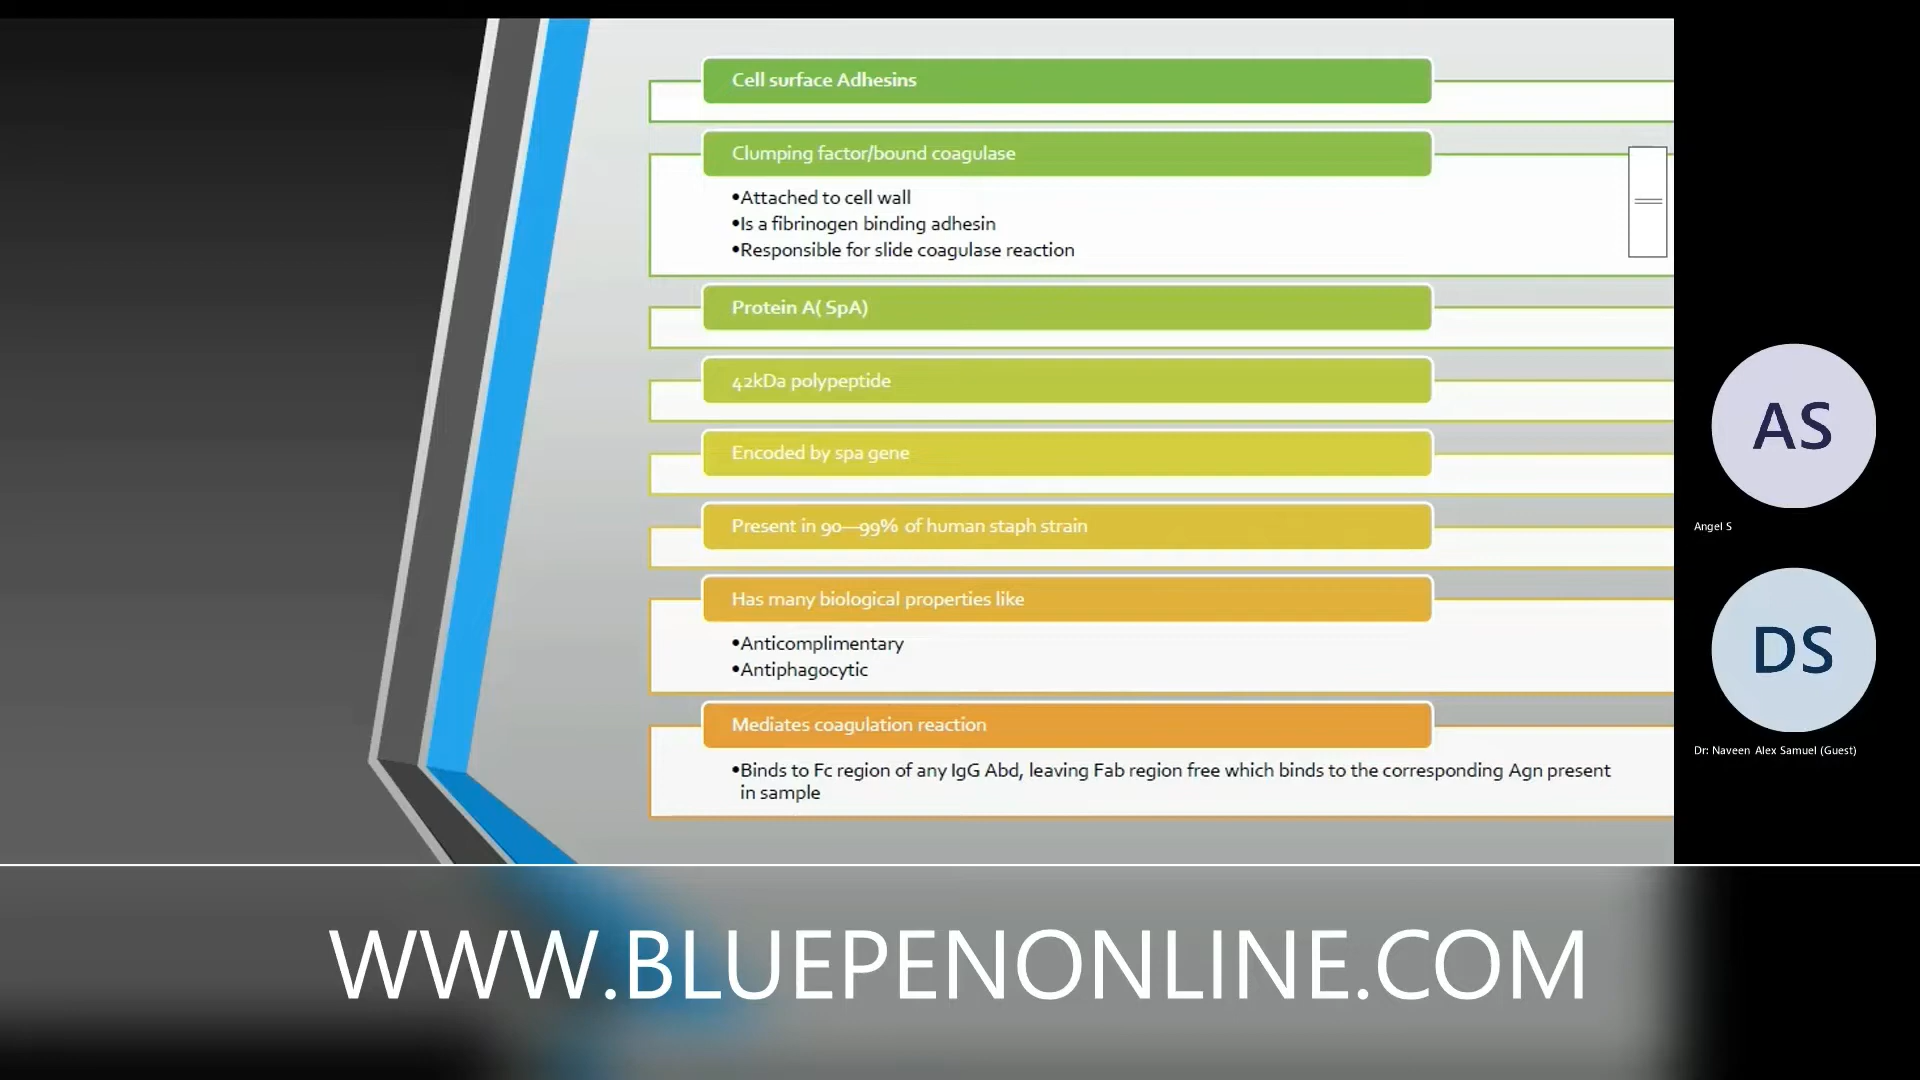 Cell surface Adhesins
Clumping factor/bound coagulase
•Attached to cell wall
•Is a fibrinogen binding adhesin
•Responsible for slide coagulase reaction
Protein A( SpA)
42kDa polypeptide
Encoded by spa gene
Present in 90—99% of human staph strain
Has many biological properties like
•Anticomplimentary
•Antiphagocytic
Mediates coagulation reaction
•Binds to Fc region of any IgG Abd, leaving Fab region free which binds to the corresponding Agn present
in sample
AS
Angel S
DS
Dr: Naveen Alex Samuel (Guest)
WWW.BLUEPENONLINE.COM